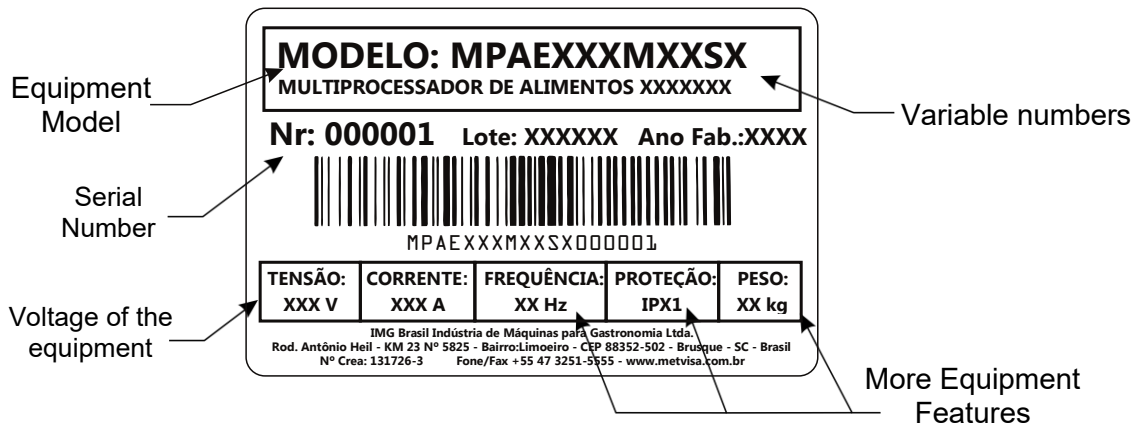 MODELO: MPAEXXXMXXSX
MULTIPROCESSADOR DE ALIMENTOS XXXXXXX
Equipment
Model
Variable numbers
Nr: 000001 Lote: XXXXXX Ano Fab.:XXXX
Serial
Number
MPAEXXXMXXSX000001
TENSÃO: CORRENTE: FREQUÊNCIA: PROTEÇÃO: PESO:
XXX V XXX A XX Hz IPX1 XX kg
Voltage of the
equipment
IMG Brasil Indústria de Máquinas para Gastronomia Ltda.
Rod. Antônio Heil - KM 23 Nº 5825 - Bairro:Limoeiro - CEP 88352-502 - Brusque - SC - Brasil
Nº Crea: 131726-3 Fone/Fax +55 47 3251-5555 - www.metvisa.com.br
More Equipment
Features